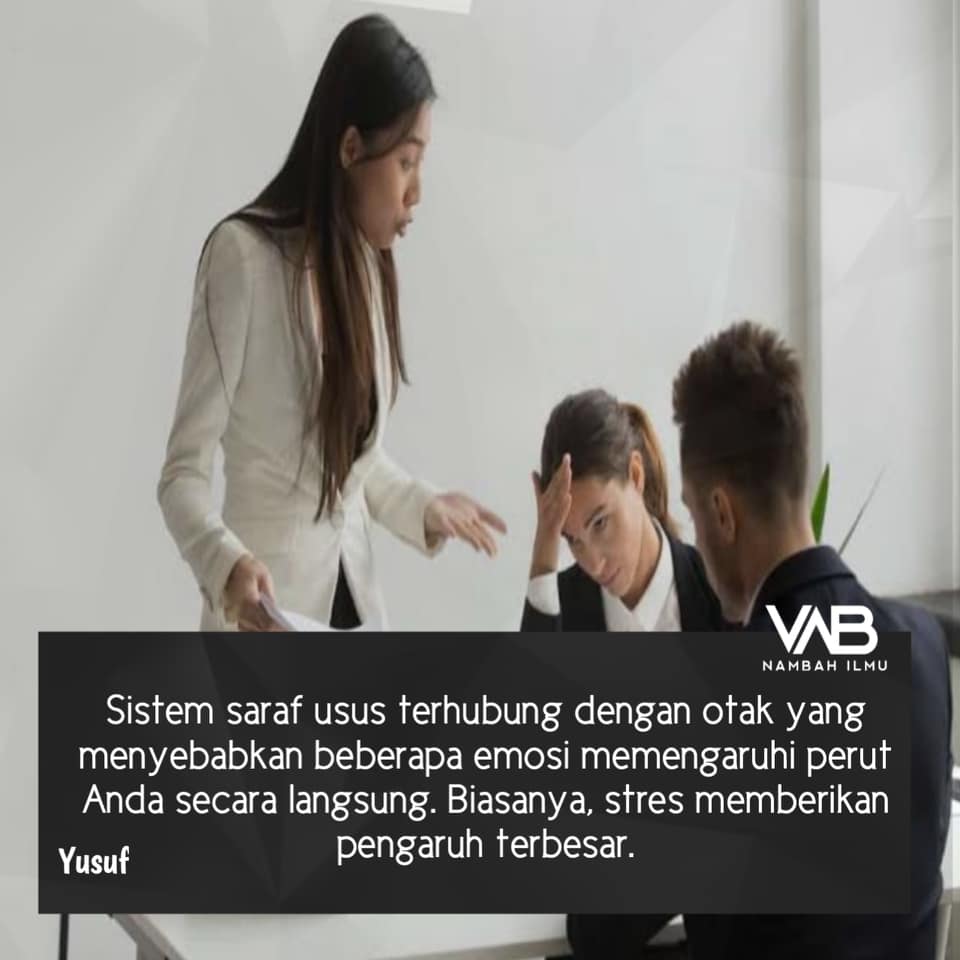 VAB
NAMBAH ILMU
Sistem saraf usus terhubung dengan otak yang
menyebabkan beberapa emosi memengaruhi perut
Anda secara langsung. Biasanya, stres memberikan
pengaruh terbesar.
Yusuf